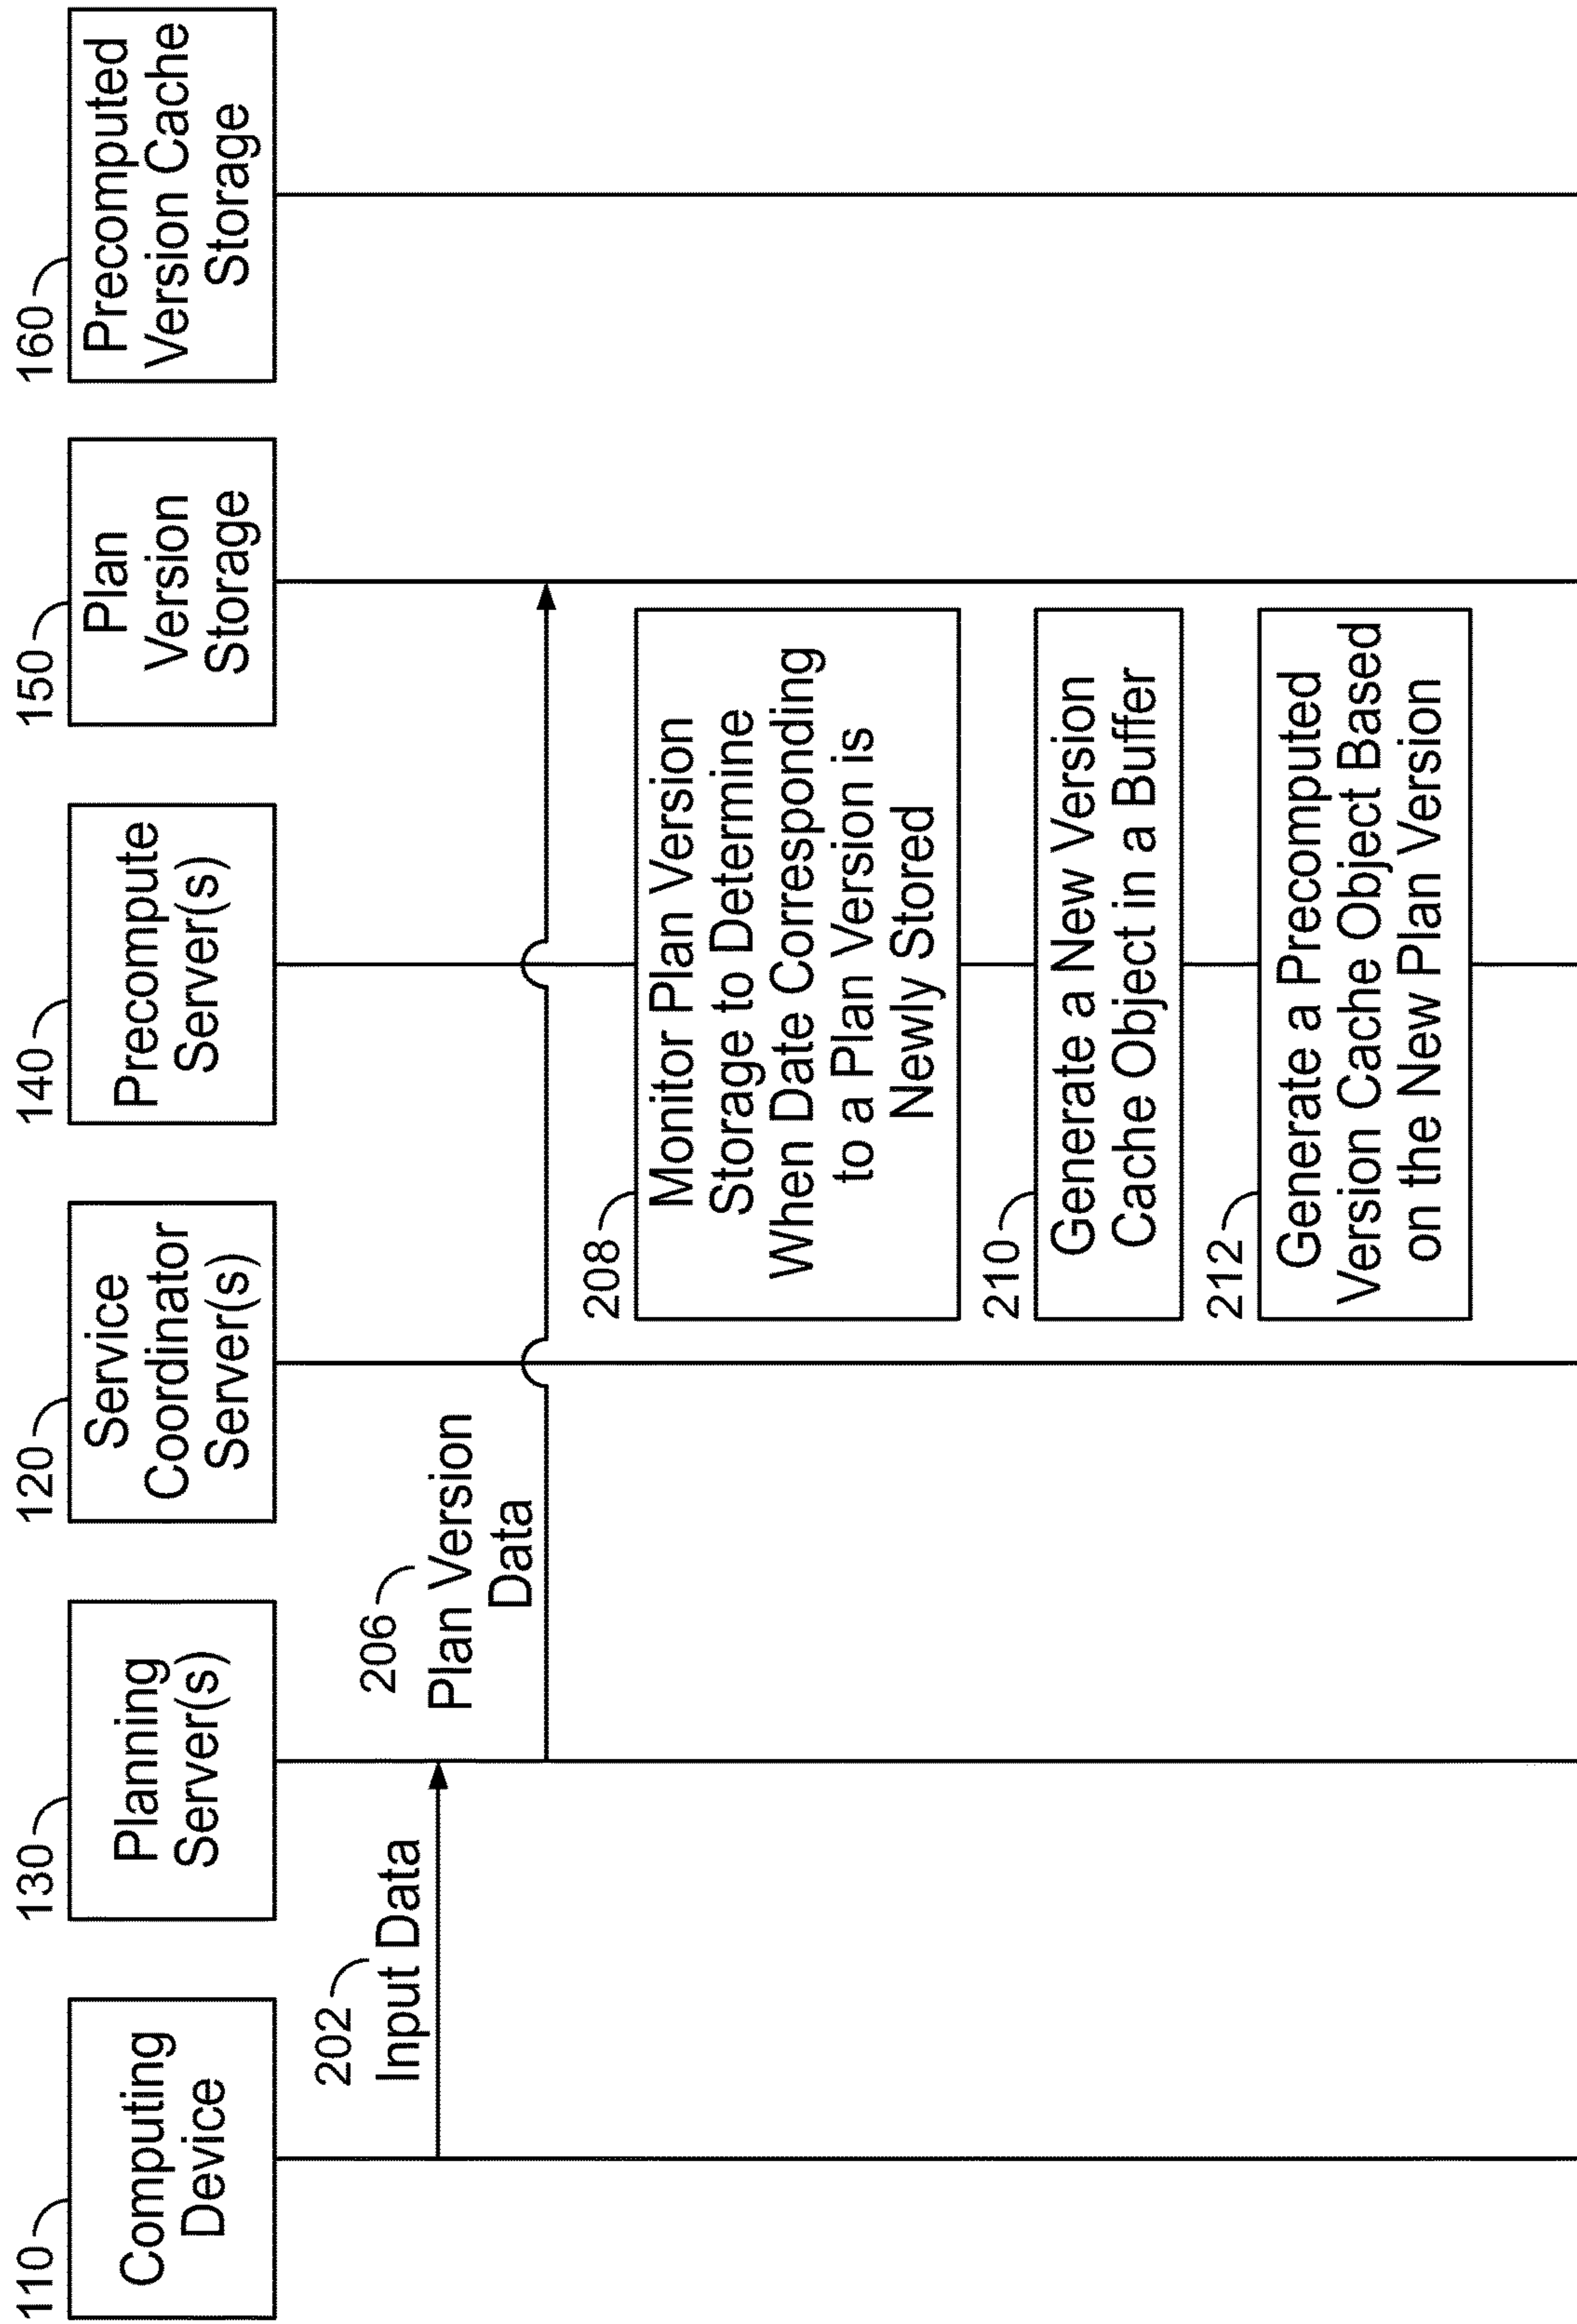 110
Computing
Device
130
Planning
Server(s)
120
Service
Coordinator
Server(s)
140
Precompute
Server(s)
150
Plan
Version
Storage
160
Precomputed
Version Cache
Storage
202
Input Data
206
Plan Version
Data
208
Monitor Plan Version
Storage to Determine
When Date Corresponding
to a Plan Version is
Newly Stored
210
Generate a New Version
Cache Object in a Buffer
212
Generate a Precomputed
Version Cache Object Based
on the New Plan Version